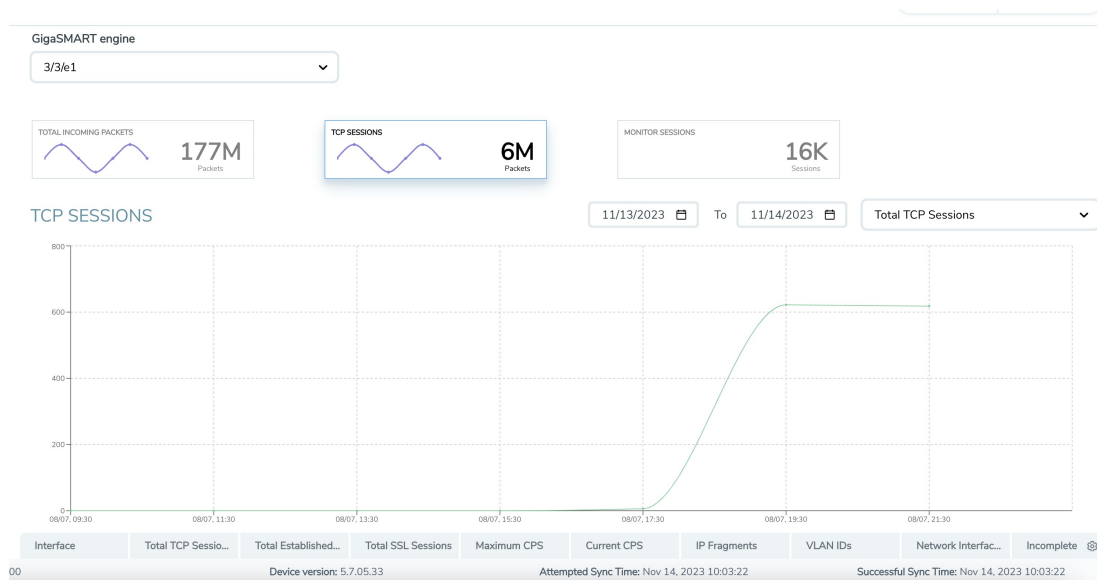 GigaSMART engine
3/3/e1
TOTAL INCOMING PACKETS
177M
Packets
TCP SESSIONS
6M
Packets
MONITOR SESSIONS
16K
Sessions
TCP SESSIONS
11/13/2023 To 11/14/2023 Total TCP Sessions
800
600
400
200
0
08/07, 09:30 08/07, 11:30 08/07, 13:30 08/07, 15:30 08/07, 17:30 08/07, 19:30 08/07, 21:30
Interface Total TCP Sessio... Total Established... Total SSL Sessions Maximum CPS Current CPS IP Fragments VLAN IDs Network Interfac... Incomplete
00 Device version: 5.7.05.33 Attempted Sync Time: Nov 14, 2023 10:03:22 Successful Sync Time: Nov 14, 2023 10:03:22